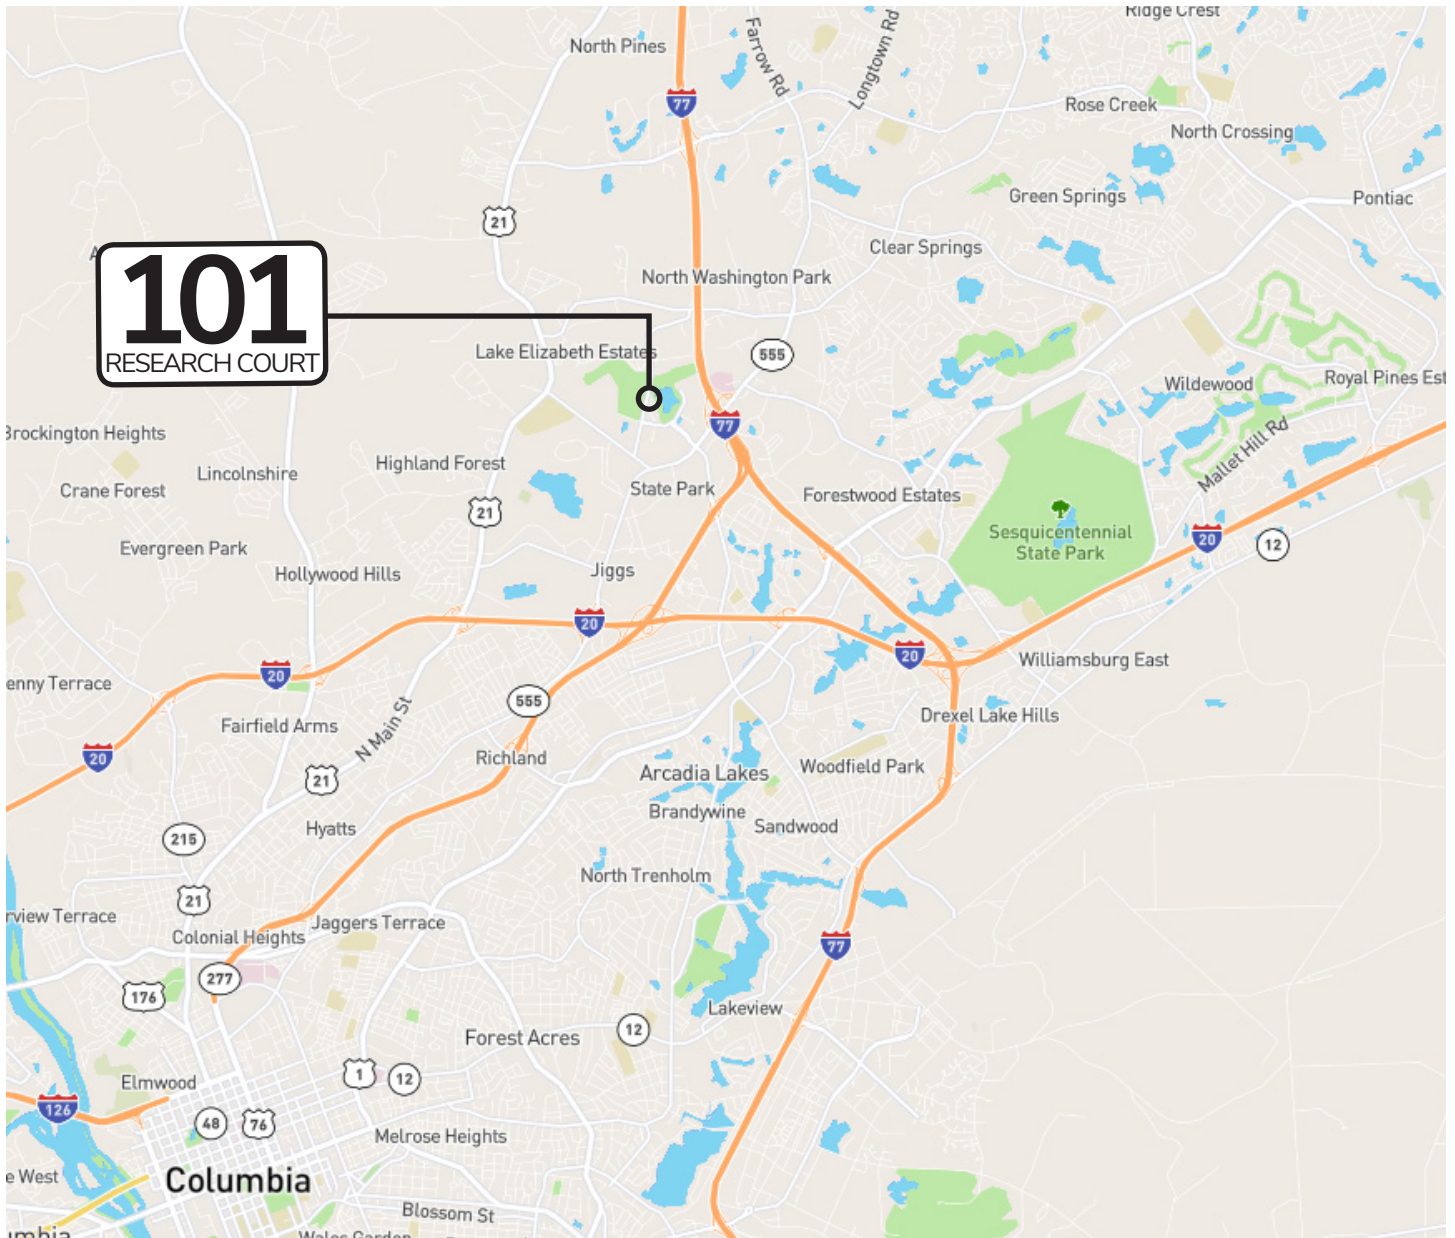 Ridge Crest
North Pines
Farrow Rd
Longtown Rd
77
Rose Creek
North Crossing
Green Springs
Pontiac
21
Clear Springs
101
RESEARCH COURT
North Washington Park
Lake Elizabeth Estates
555
Wildewood
Royal Pines Est
77
Mallet Hill Rd
Brockington Heights
Highland Forest
Lincolnshire
Crane Forest
State Park
Forestwood Estates
21
Sesquicentennial
State Park
20
12
Evergreen Park
Hollywood Hills
Jiggs
20
20
Williamsburg East
20
enny Terrace
555
Drexel Lake Hills
Fairfield Arms
N Main St
20
Richland
Arcadia Lakes
Woodfield Park
21
Brandywine
Sandwood
Hyatts
215
North Trenholm
21
rview Terrace
Jaggers Terrace
Colonial Heights
77
277
176
Lakeview
Forest Acres
12
1
12
Elmwood
126
48
76
Melrose Heights
e West
Columbia
Blossom St
umbia
Wales Garden